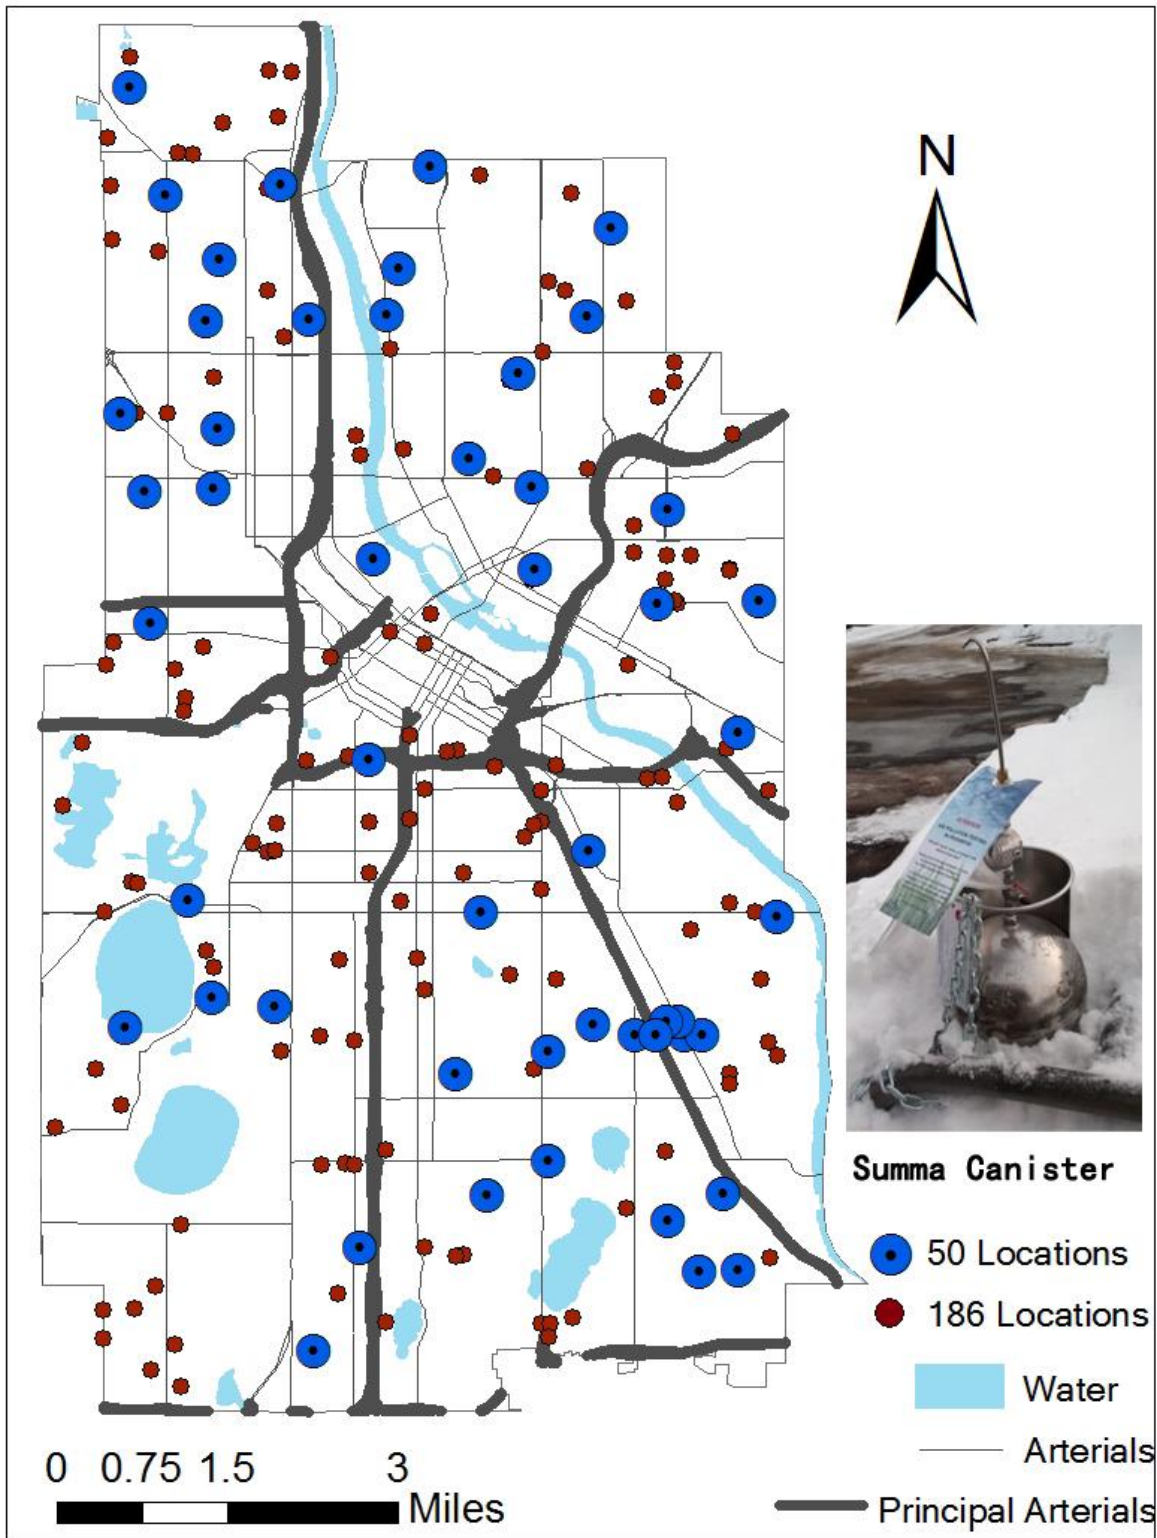 N
Summa Canister
50 Locations
186 Locations
Water
Arterials
Principal Arterials
0 0.75 1.5 3
Miles